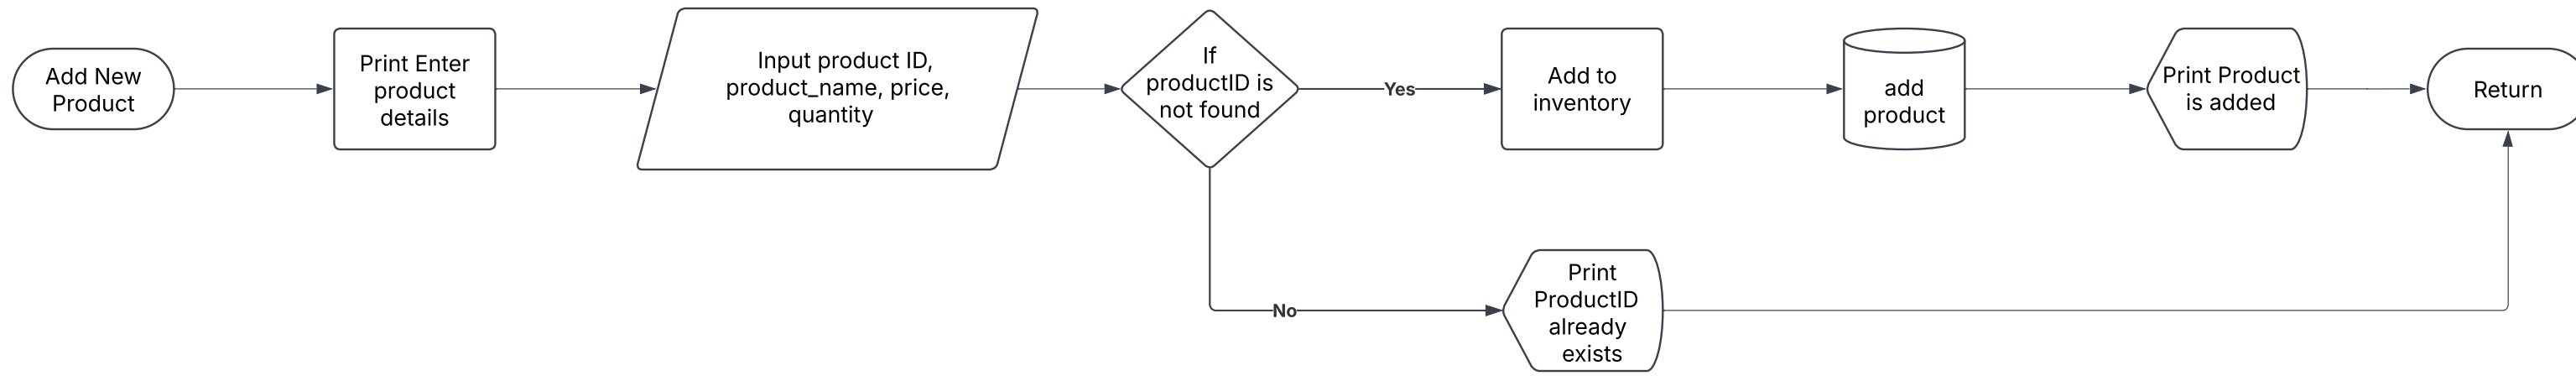 Add New
Product
Print Enter
product
details
Input product ID,
product_name, price,
quantity
If
productID is
not found
Yes
Add to
inventory
add
product
Print Product
is added
Return
No
Print
ProductID
already
exists